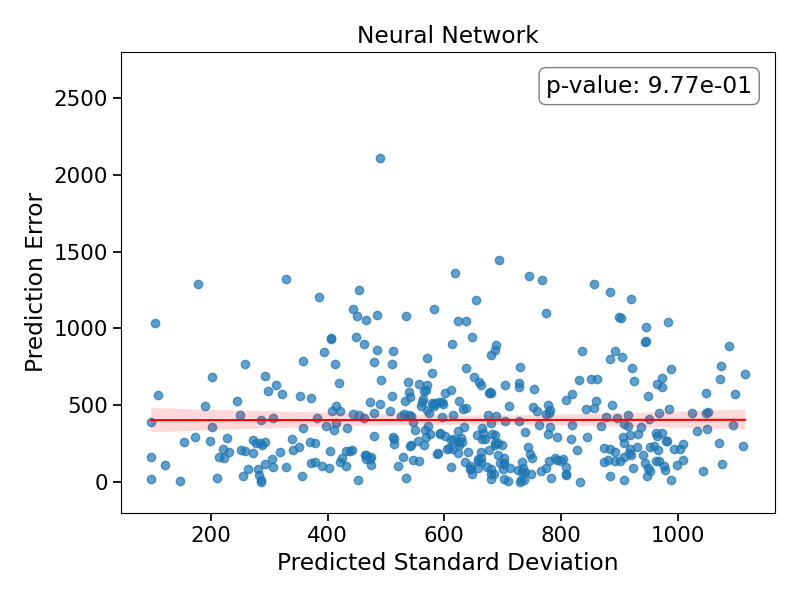 Neural Network
p-value: 9.77e-01
Prediction Error
2500
2000
1500
1000
500
0
200 400 600 800 1000
Predicted Standard Deviation